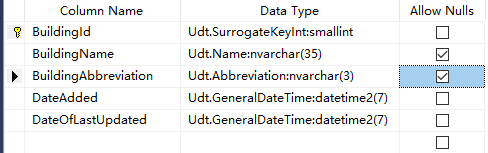 Column Name Data Type Allow Nulls
BuildingId Udt.SurrogateKeyInt:smallint
BuildingName Udt.Name:nvarchar(35)
BuildingAbbreviation Udt.Abbreviation:nvarchar(3)
DateAdded Udt.GeneralDateTime:datetime2(7)
DateOfLastUpdated Udt.GeneralDateTime:datetime2(7)